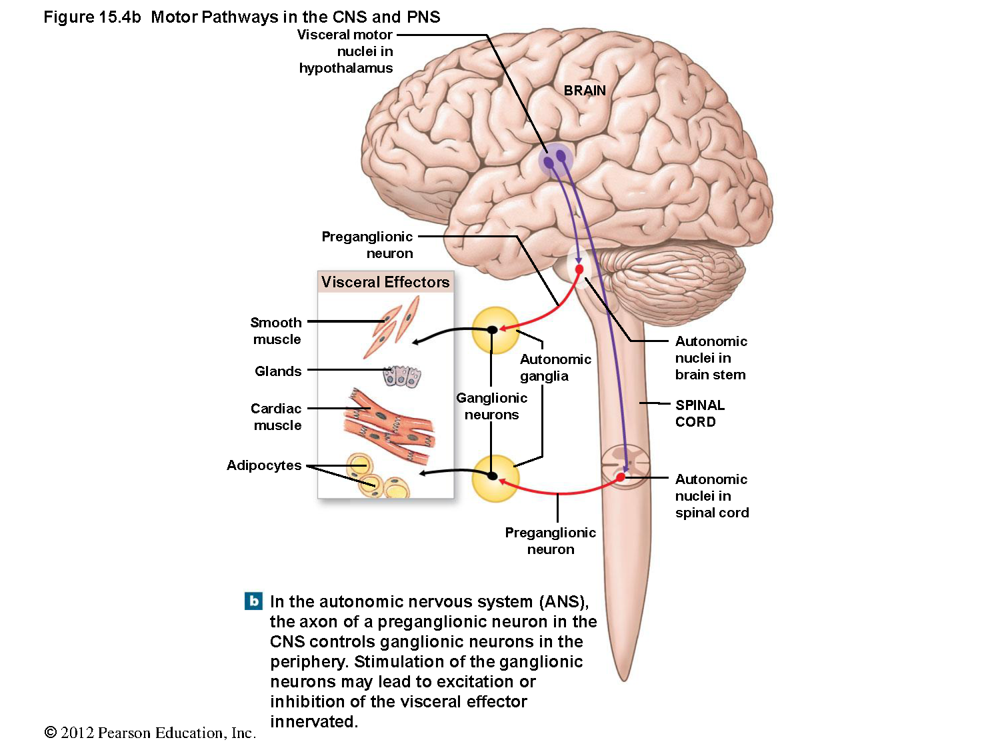 Figure 15.4b  Motor Pathways in the CNS and PNS
Visceral motor
nuclei in
hypothalamus
BRAIN
Preganglionic
neuron
Visceral Effectors
Smooth
muscle
Glands
Cardiac
muscle
Adipocytes
Autonomic
ganglia
Ganglionic
neurons
Autonomic
nuclei in
brain stem
SPINAL
CORD
Autonomic
nuclei in
spinal cord
Preganglionic
neuron
b In the autonomic nervous system (ANS),
the axon of a preganglionic neuron in the
CNS controls ganglionic neurons in the
periphery. Stimulation of the ganglionic
neurons may lead to excitation or
inhibition of the visceral effector
innervated.
© 2012 Pearson Education, Inc.